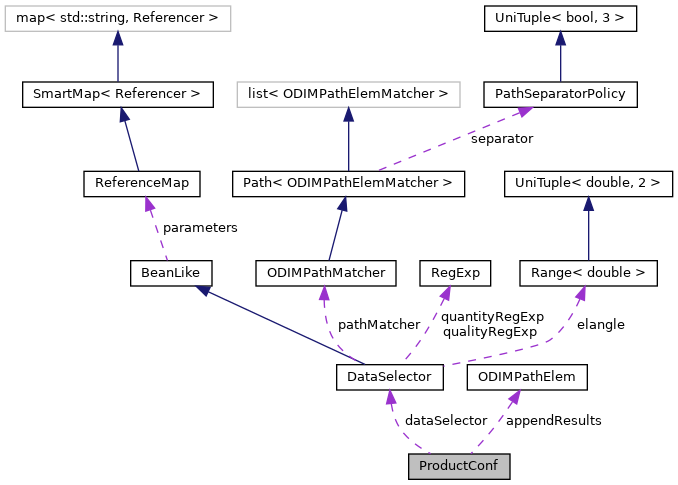 map< std::string, Referencer >
UniTuple< bool, 3 >
SmartMap< Referencer >
list< ODIMPathElemMatcher >
PathSeparatorPolicy
separator
ReferenceMap
Path< ODIMPathElemMatcher >
UniTuple< double, 2 >
parameters
BeanLike
ODIMPathMatcher
RegExp
Range< double >
pathMatcher
quantityRegExp
qualityRegExp
elangle
DataSelector
ODIMPathElem
dataSelector
appendResults
ProductConf